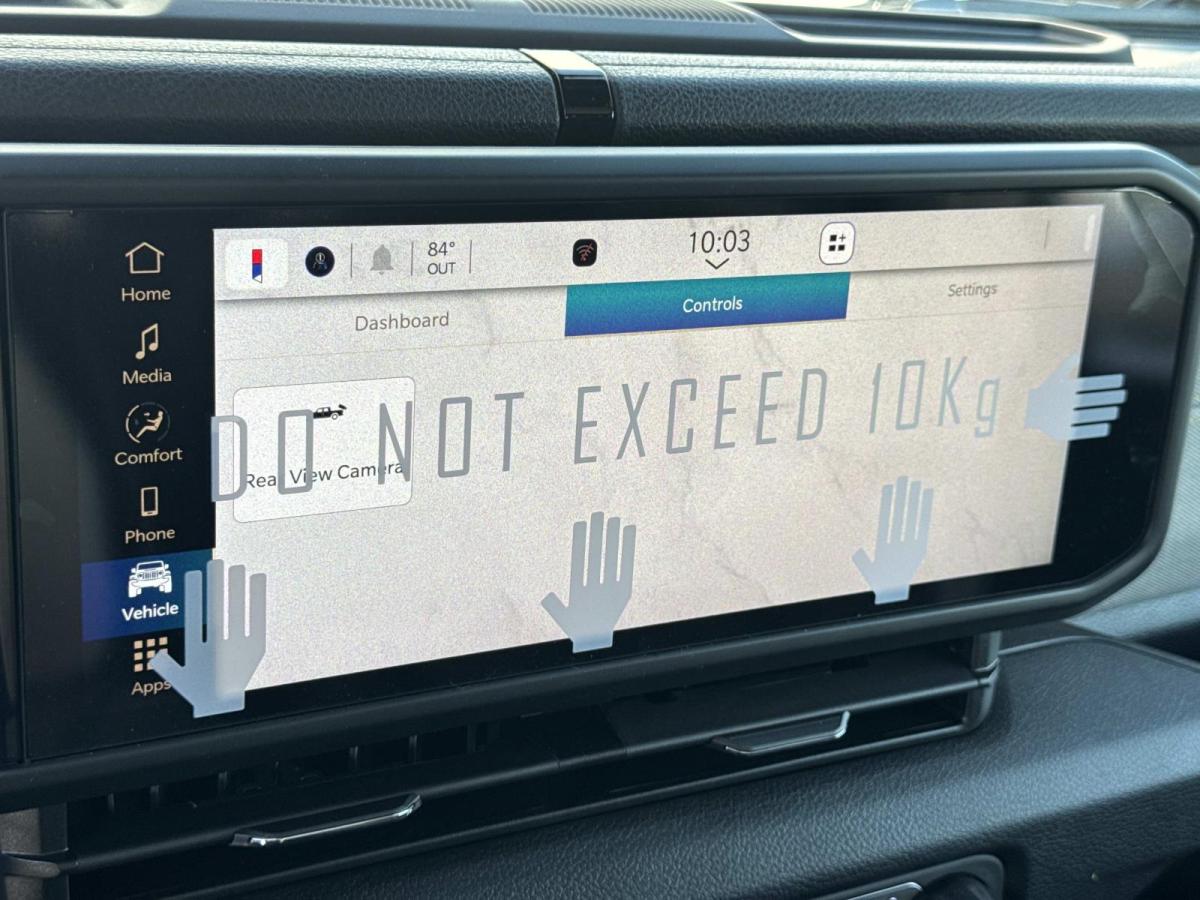 Home
Media
Comfort
Phone
Vehicle
Apps
84°
OUT
10:03
Dashboard
Controls
Settings
Rear View Camera
DO NOT EXCEED 10Kg